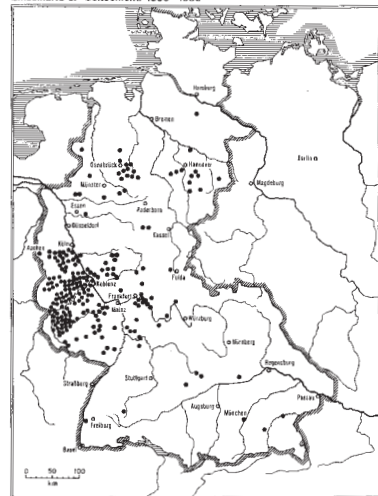 Hamburg
Bremen
Osnabrück
Hannover
Berlin
Münster
Magdeburg
Essen
Paderborn
Düsseldorf
Kassel
Köln
Aachen
Fulda
Koblenz
Frankfurt
Mainz
Würzburg
Nürnberg
Regensburg
Straßburg
Stuttgart
Passau
Augsburg
München
Freiburg
Basel
0 50 100
km